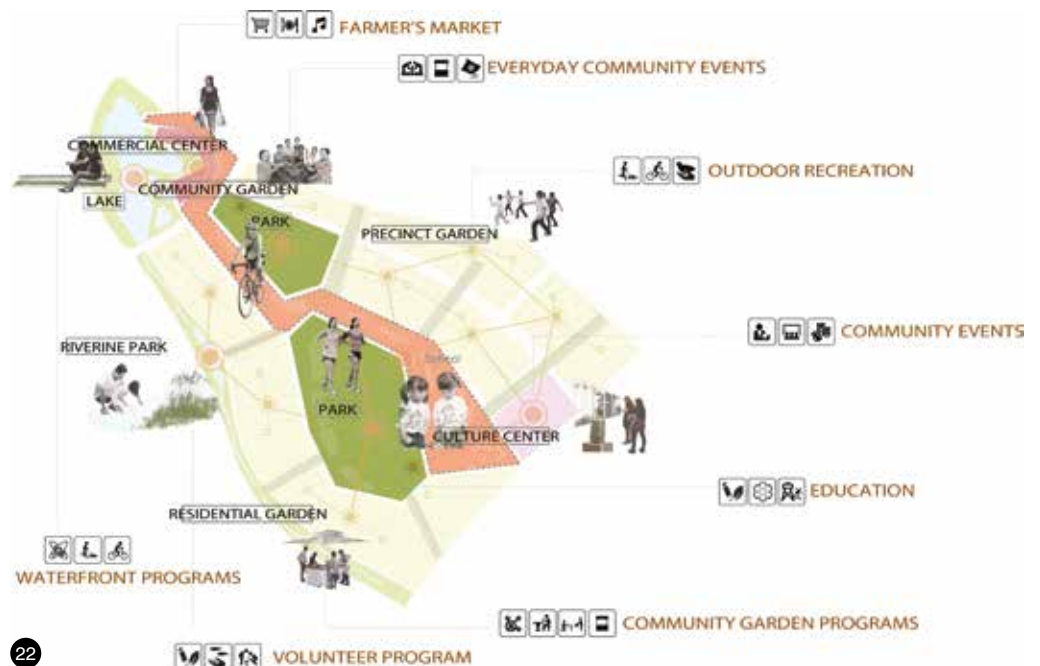 FARMER'S MARKET
EVERYDAY COMMUNITY EVENTS
COMMERCIAL CENTER
OUTDOOR RECREATION
COMMUNITY GARDEN
LAKE
PARK
PRECINCT GARDEN
COMMUNITY EVENTS
RIVERINE PARK
School
PARK
CULTURE CENTER
EDUCATION
RESIDENTIAL GARDEN
WATERFRONT PROGRAMS
COMMUNITY GARDEN PROGRAMS
22
VOLUNTEER PROGRAM